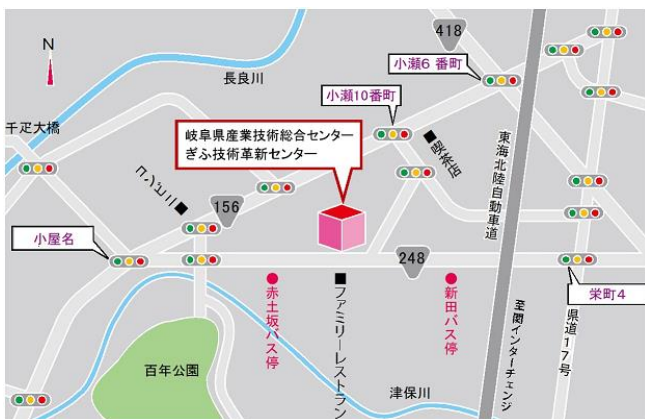 N
418
小瀬6 番町
長良川
小瀬10番町
千疋大橋
岐阜県産業技術総合センター
ぎふ技術革新センター
喫茶店
東海北陸自動車道
コンビニ
156
小屋名
248
栄町4
赤土坂バス停
ファミリーレストラン
新田バス停
至関インターチェンジ
県道17号
百年公園
津保川